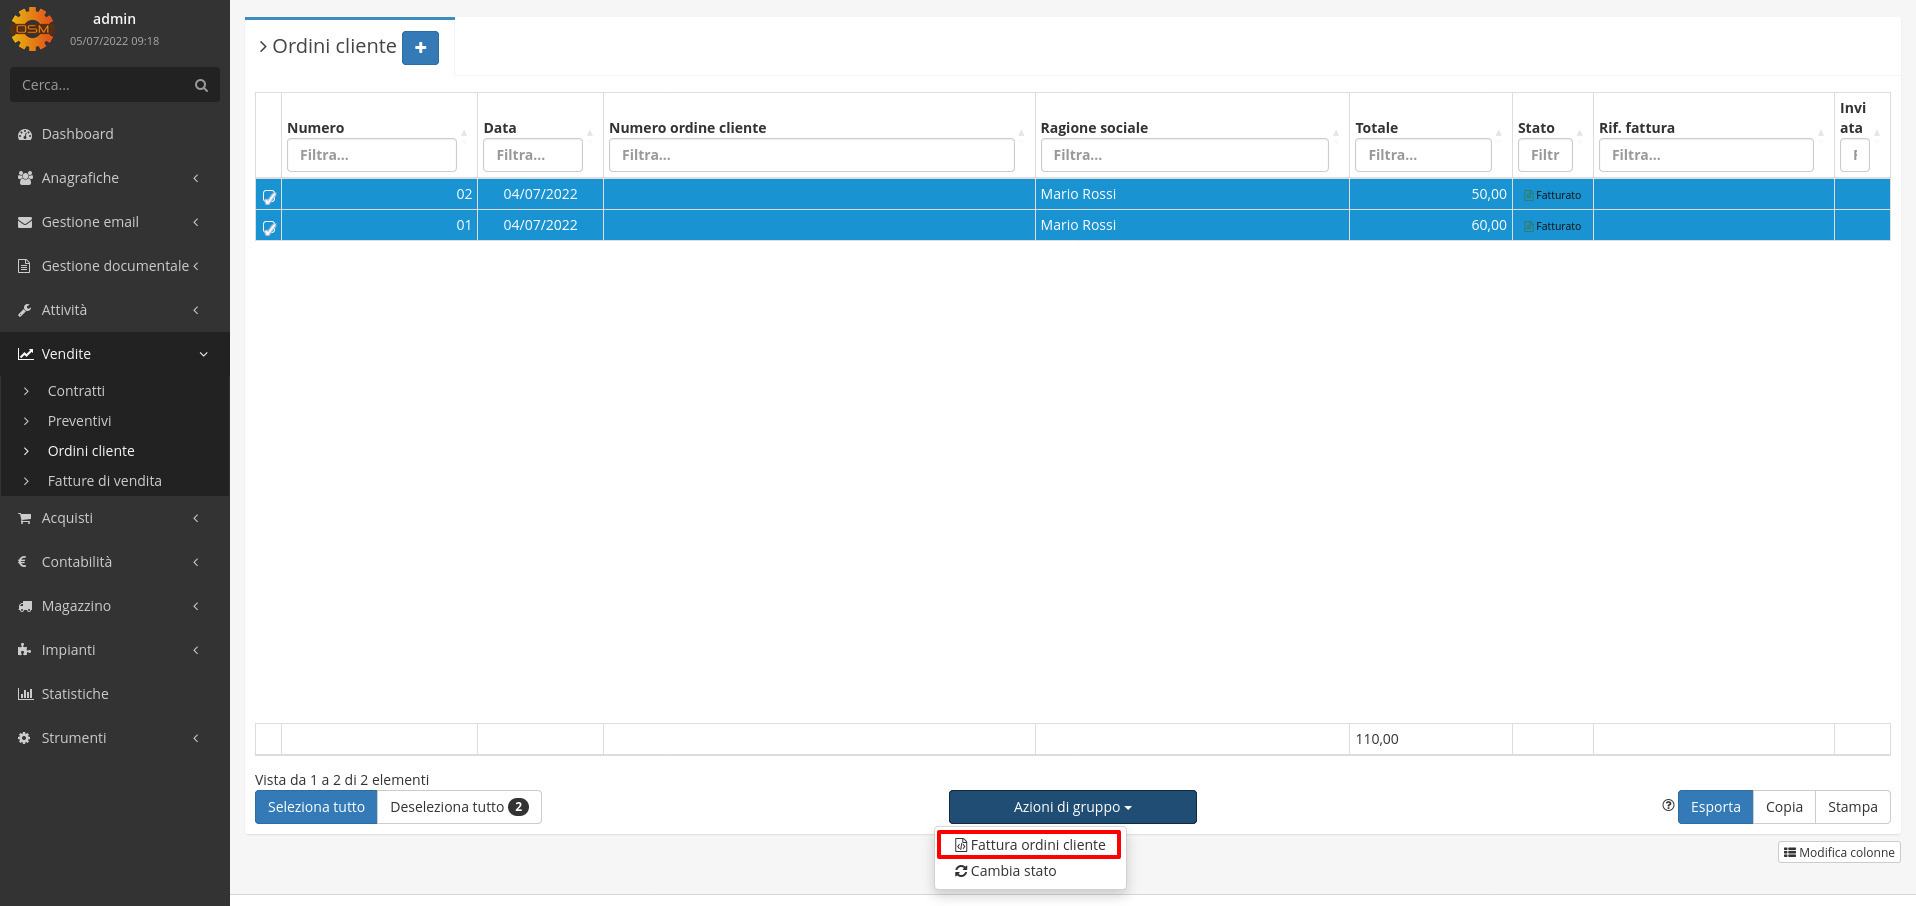 OSM
admin
05/07/2022 09:18
Cerca...
Dashboard
Anagrafiche
Gestione email
Gestione documentale
Attività
Vendite
Contratti
Preventivi
Ordini cliente
Fatture di vendita
Acquisti
Contabilità
Magazzino
Impianti
Statistiche
Strumenti
Ordini cliente
Numero Data Numero ordine cliente Ragione sociale Totale Stato Rif. fattura Invi
ata
Filtra... Filtra... Filtra... Filtra... Filtra... Filtr Filtra...
02 04/07/2022 Mario Rossi 50,00 Fatturato
01 04/07/2022 Mario Rossi 60,00 Fatturato
110,00
Vista da 1 a 2 di 2 elementi
Seleziona tutto Deseleziona tutto 2 Azioni di gruppo Esporta Copia Stampa
Fattura ordini cliente
Cambia stato
Modifica colonne